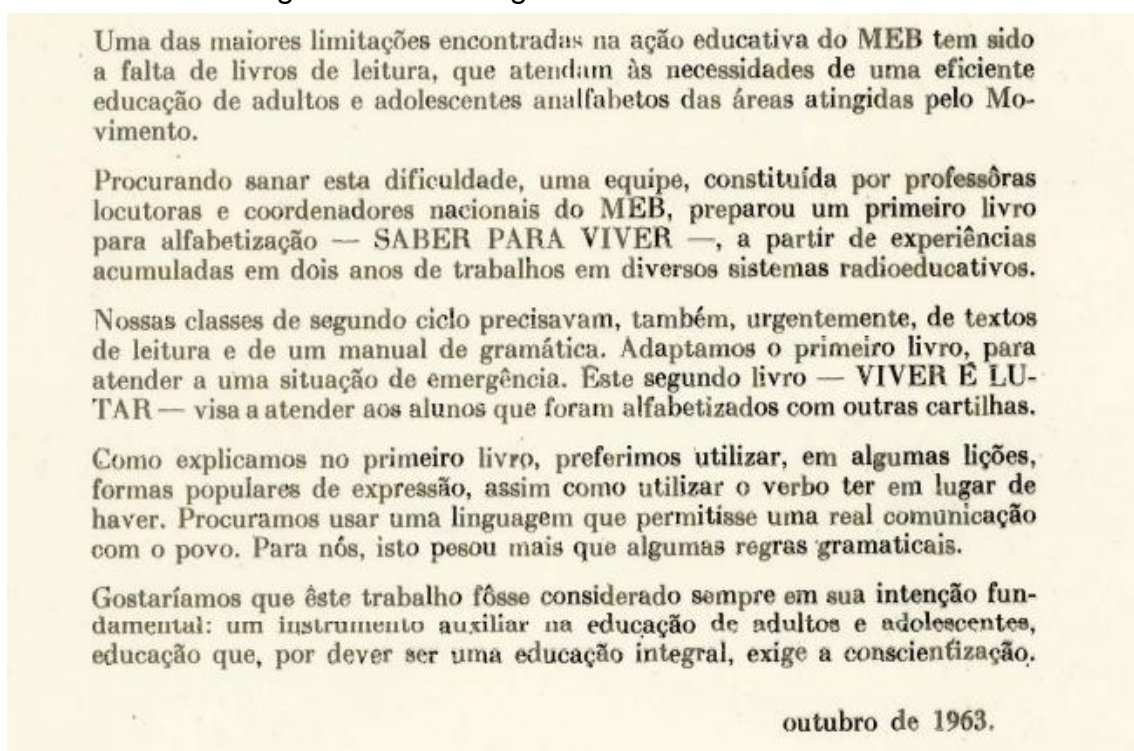 Uma das maiores limitações encontradas na ação educativa do MEB tem sido
a falta de livros de leitura, que atendam às necessidades de uma eficiente
educação de adultos e adolescentes analfabetos das áreas atingidas pelo Mo-
vimento.
Procurando sanar esta dificuldade, uma equipe, constituída por professôras
locutoras e coordenadores nacionais do MEB, preparou um primeiro livro
para alfabetização — SABER PARA VIVER —, a partir de experiências
acumuladas em dois anos de trabalhos em diversos sistemas radioeducativos.
Nossas classes de segundo ciclo precisavam, também, urgentemente, de textos
de leitura e de um manual de gramática. Adaptamos o primeiro livro, para
atender a uma situação de emergência. Este segundo livro — VIVER É LU-
TAR — visa a atender aos alunos que foram alfabetizados com outras cartilhas.
Como explicamos no primeiro livro, preferimos utilizar, em algumas lições,
formas populares de expressão, assim como utilizar o verbo ter em lugar de
haver. Procuramos usar uma linguagem que permitisse uma real comunicação
com o povo. Para nós, isto pesou mais que algumas regras gramaticais.
Gostaríamos que êste trabalho fôsse considerado sempre em sua intenção fun-
damental: um instrumento auxiliar na educação de adultos e adolescentes,
educação que, por dever ser uma educação integral, exige a conscientização.
outubro de 1963.